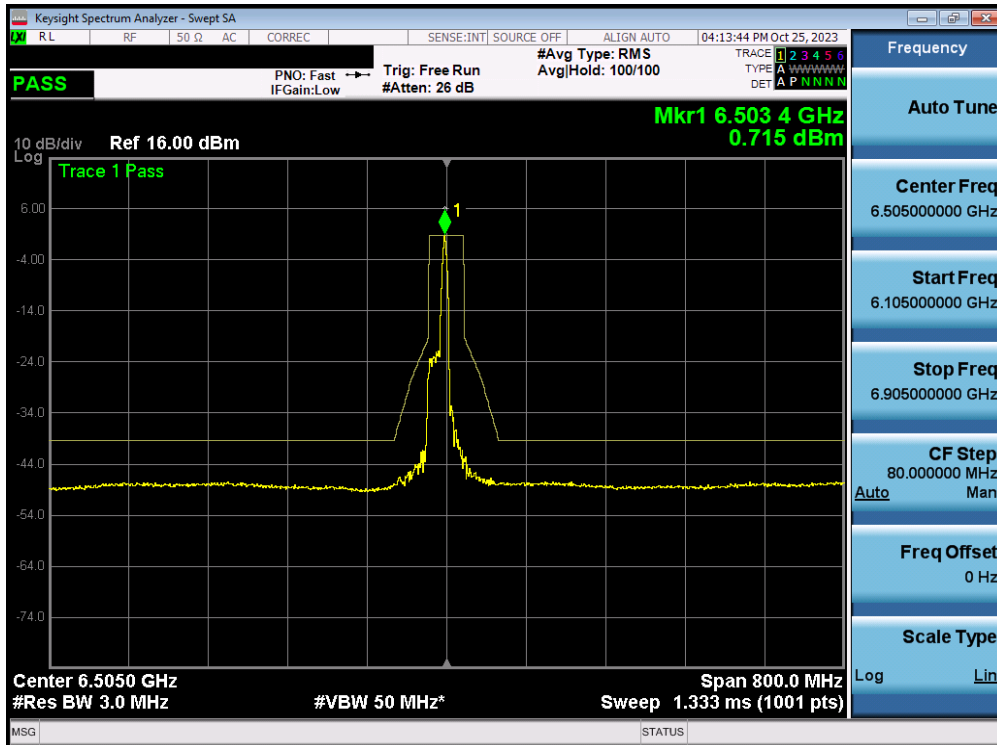 Keysight Spectrum Analyzer - Swept SA
LXI RL RF 50 Ω AC CORREC SENSE:INT SOURCE OFF ALIGN AUTO 04:13:44 PM Oct 25, 2023
PASS
PNO: Fast
IFGain:Low
Trig: Free Run
#Atten: 26 dB
#Avg Type: RMS
Avg|Hold: 100/100
TRACE 1 2 3 4 5 6
TYPE A WWWWW
DET A P N N N N
Mkr1 6.503 4 GHz
0.715 dBm
10 dB/div Ref 16.00 dBm
Log
Trace 1 Pass
1
6.00
-4.00
-14.0
-24.0
-34.0
-44.0
-54.0
-64.0
-74.0
Center 6.5050 GHz Span 800.0 MHz
#Res BW 3.0 MHz #VBW 50 MHz* Sweep 1.333 ms (1001 pts)
MSG STATUS
Frequency
Auto Tune
Center Freq
6.505000000 GHz
Start Freq
6.105000000 GHz
Stop Freq
6.905000000 GHz
CF Step
80.000000 MHz
Auto Man
Freq Offset
0 Hz
Scale Type
Log Lin